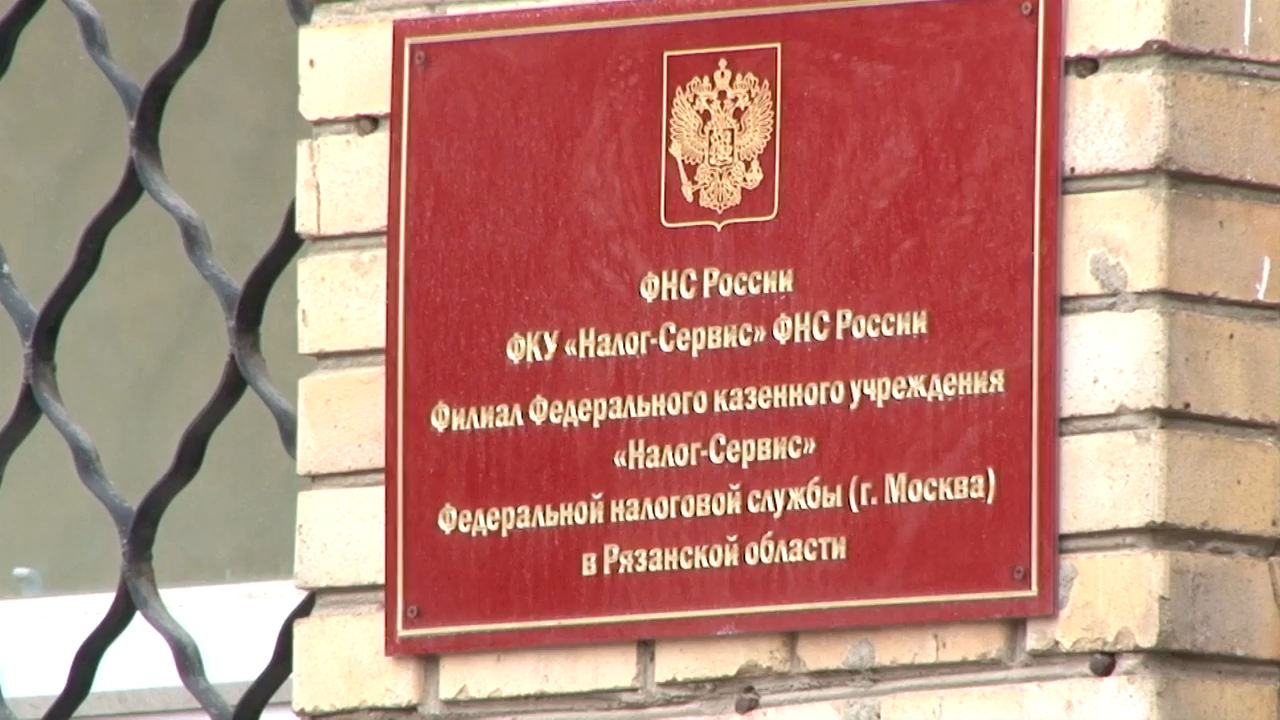 ФНС России
ФКУ «Налог-Сервис» ФНС России
Филиал Федерального казенного учреждения
«Налог-Сервис»
Федеральной налоговой службы (г. Москва)
в Рязанской области